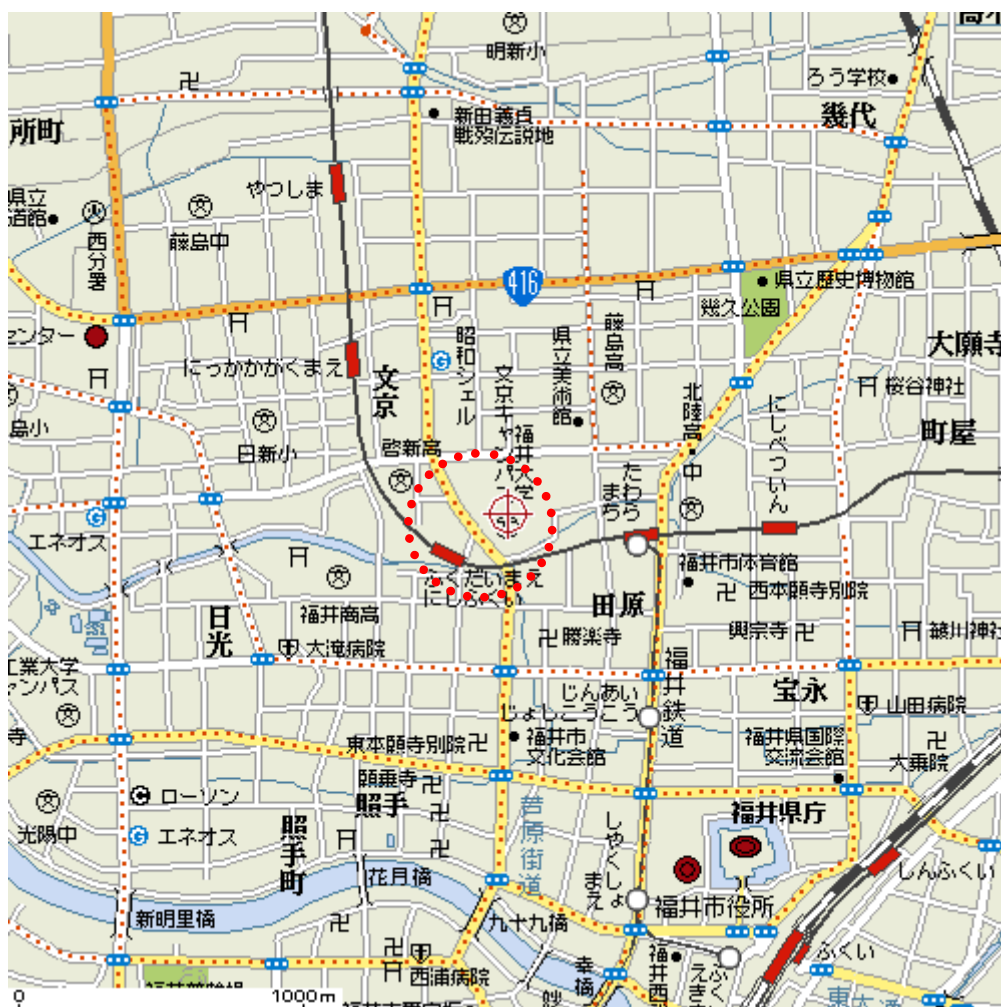 明新小
ろう学校
新田義貞
戦歿伝説地
幾代
所町
やつしま
県立
藤島中
西分署
416
県立歴史博物館
幾久公園
センター
昭和シェル
藤島高
県立美術館
大願寺
にっかかがくまえ
文京
文京キャンパス
福井大学
北陸高
中
桜谷神社
町屋
島小
日新小
啓新高
たわら
まち
にしべついん
エネオス
ふくだいまえ
にしふくい
福井市体育館
西本願寺別院
田原
福井商高
日光
勝楽寺
興宗寺
大滝病院
工業大学
ャンパス
じんあい
じょしこうこう
福井鉄道
宝永
山田病院
東本願寺別院
福井市
文化会館
福井県国際
交流会館
大乗院
寺
願乗寺
ローソン
照手
芦原街道
福井県庁
光陽中
エネオス
照手町
しやくしょ
まえ
しんふくい
花月橋
新明里橋
九十九橋
福井市役所
ふくい
西浦病院
幸橋
0
1000m